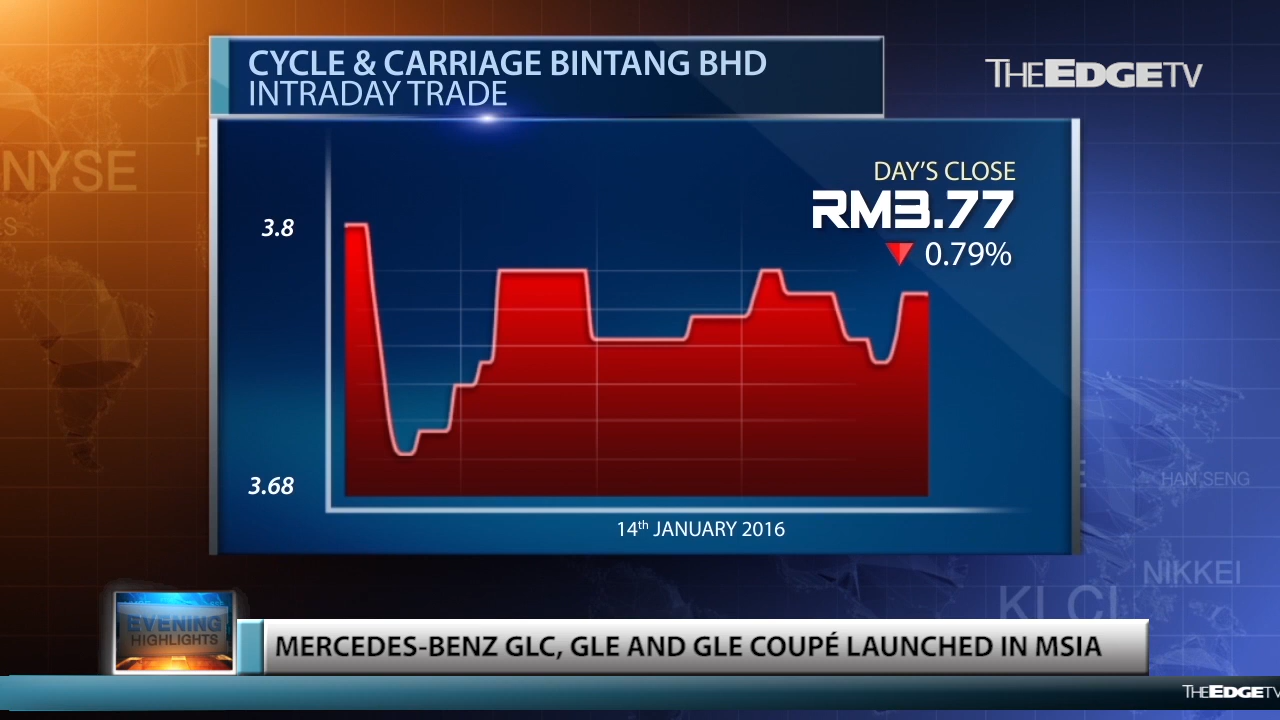 CYCLE & CARRIAGE BINTANG BHD
INTRADAY TRADE
THEEDGETV
NYSE
DAY'S CLOSE
RM3.77
0.79%
3.8
3.68
14th JANUARY 2016
HAN SENG
NIKKEI
KLCI
EVENING
HIGHLIGHTS
MERCEDES-BENZ GLC, GLE AND GLE COUPÉ LAUNCHED IN MSIA
THEEDGETV